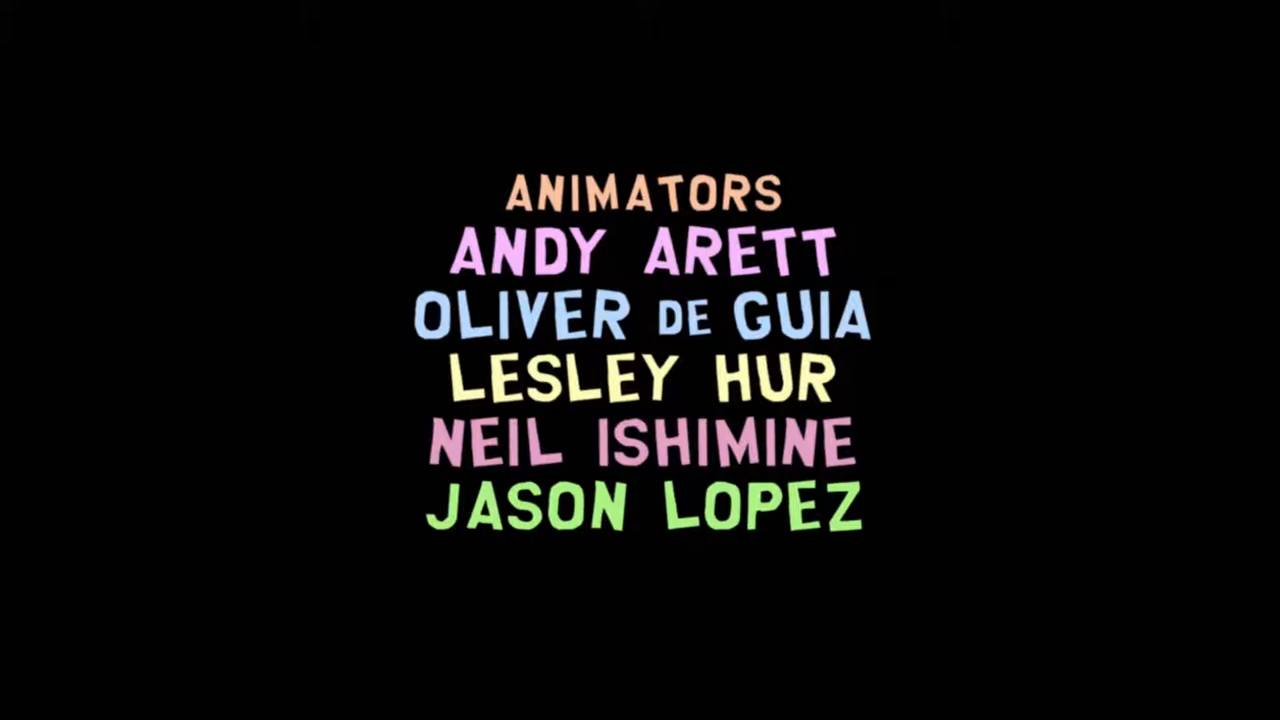 ANIMATORS
ANDY ARETT
OLIVER DE GUIA
LESLEY HUR
NEIL ISHIMINE
JASON LOPEZ